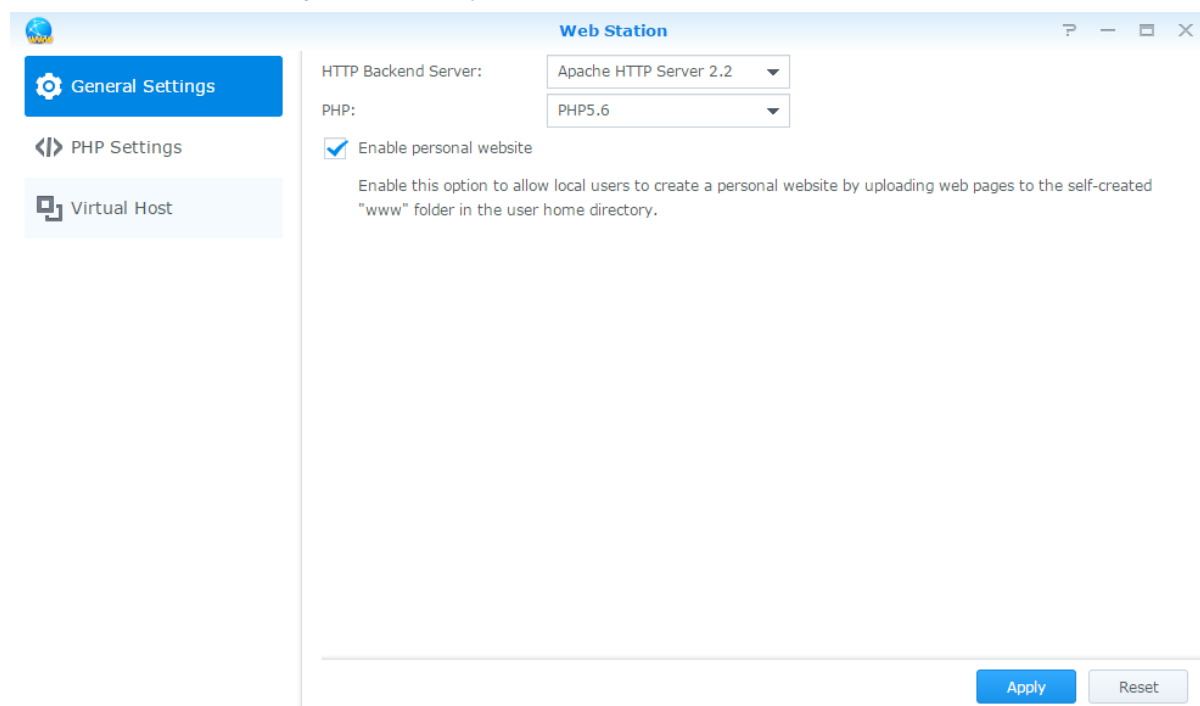 Web Station
General Settings
PHP Settings
Virtual Host
HTTP Backend Server: Apache HTTP Server 2.2
PHP: PHP5.6
Enable personal website
Enable this option to allow local users to create a personal website by uploading web pages to the self-created
"www" folder in the user home directory.
Apply Reset